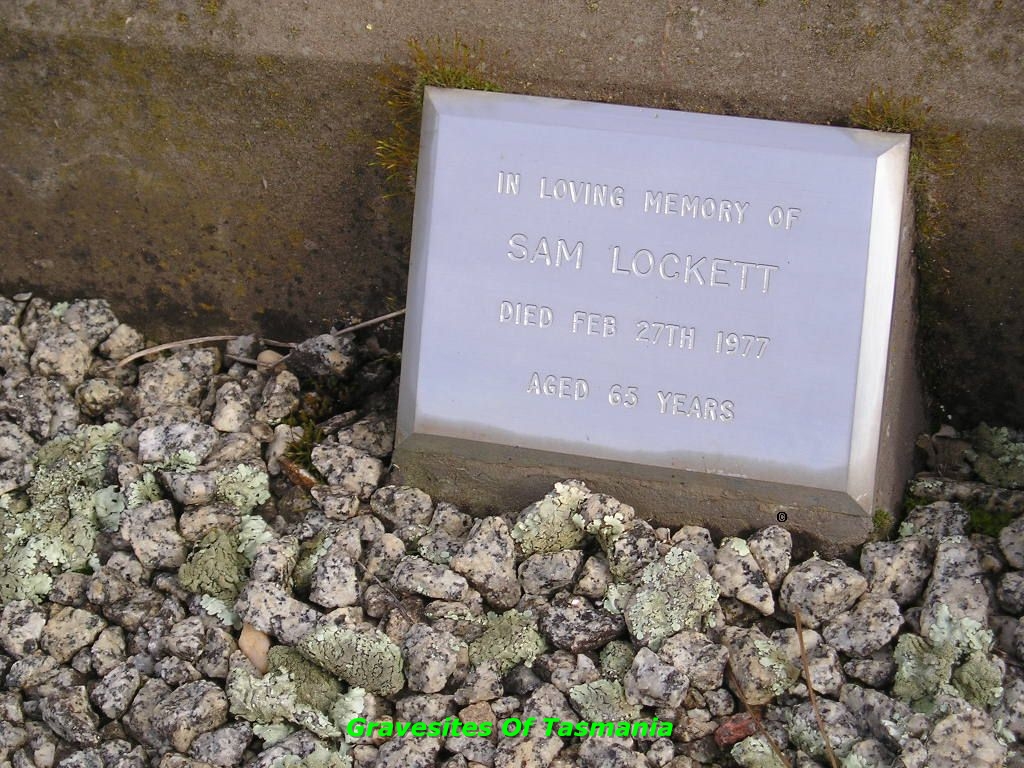 IN LOVING MEMORY OF
SAM LOCKETT
DIED FEB 27TH 1977
AGED 65 YEARS
Gravesites Of Tasmania